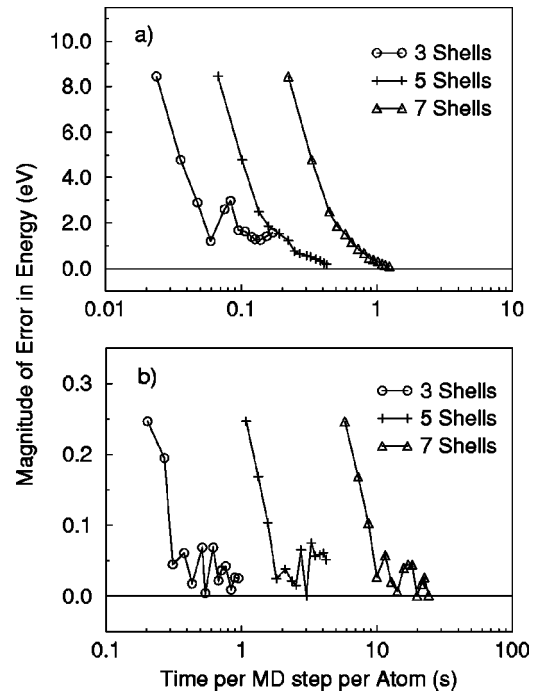 a)
3 Shells
5 Shells
7 Shells
10.0
8.0
6.0
4.0
2.0
0.0
0.01
0.1
1
10
Magnitude of Error in Energy (eV)
b)
3 Shells
5 Shells
7 Shells
0.3
0.2
0.1
0.0
0.1
1
10
100
Time per MD step per Atom (s)